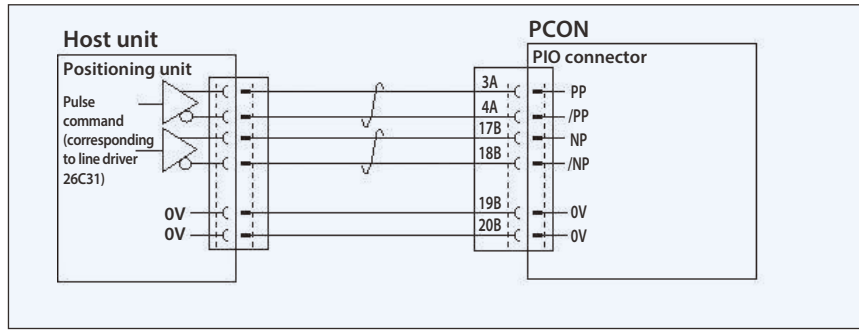 Host unit
PCON
Positioning unit
PIO connector
Pulse
command
(corresponding
to line driver
26C31)
0V
0V
3A
4A
17B
18B
19B
20B
PP
/PP
NP
/NP
0V
0V